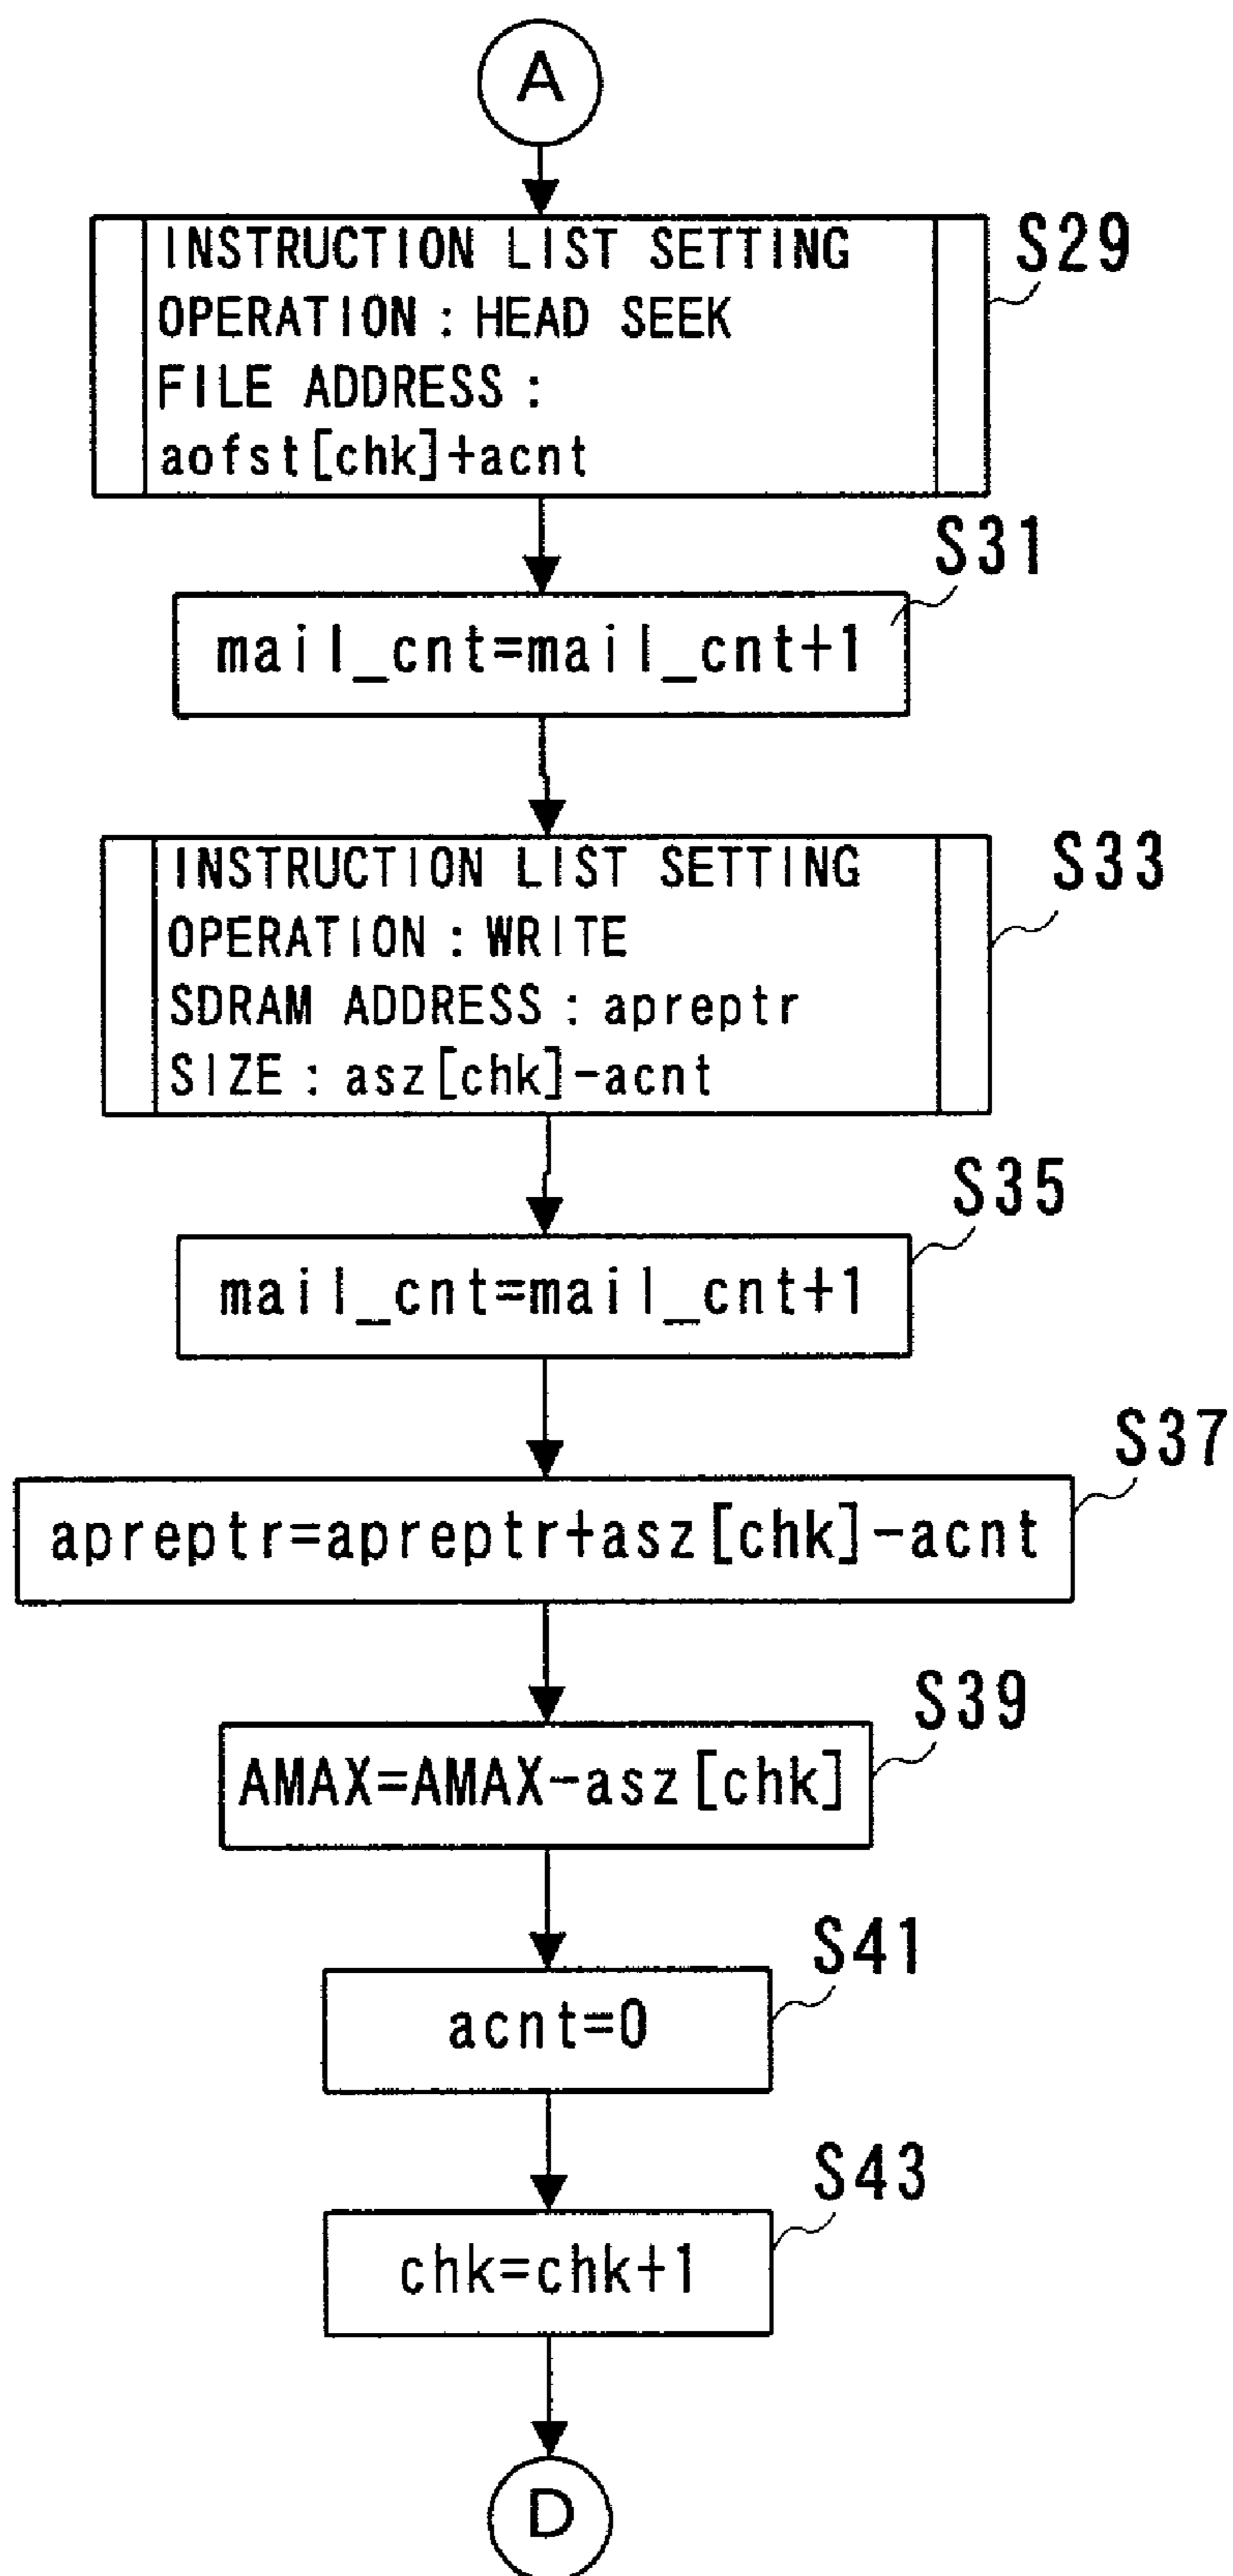 A
INSTRUCTION LIST SETTING
S29
OPERATION : HEAD SEEK
FILE ADDRESS :
aofst[chk]+acnt
S31
mail_cnt=mail_cnt+1
INSTRUCTION LIST SETTING
S33
OPERATION : WRITE
SDRAM ADDRESS : apreptr
SIZE : asz[chk]-acnt
S35
mail_cnt=mail_cnt+1
S37
apreptr=apreptr+asz[chk]-acnt
S39
AMAX=AMAX-asz[chk]
S41
acnt=0
S43
chk=chk+1
D